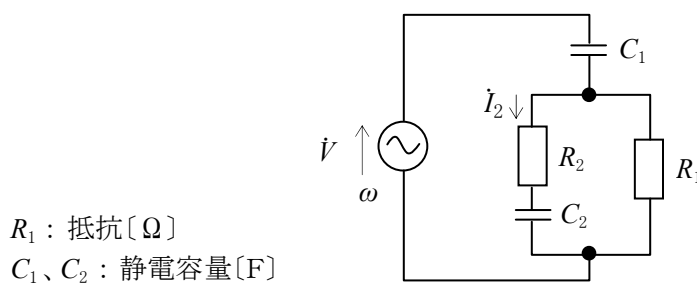 C₁
İ₂
V̇
R₂
R₁
ω
C₂
R₁ : 抵抗〔Ω〕
C₁、C₂ : 静電容量〔F〕